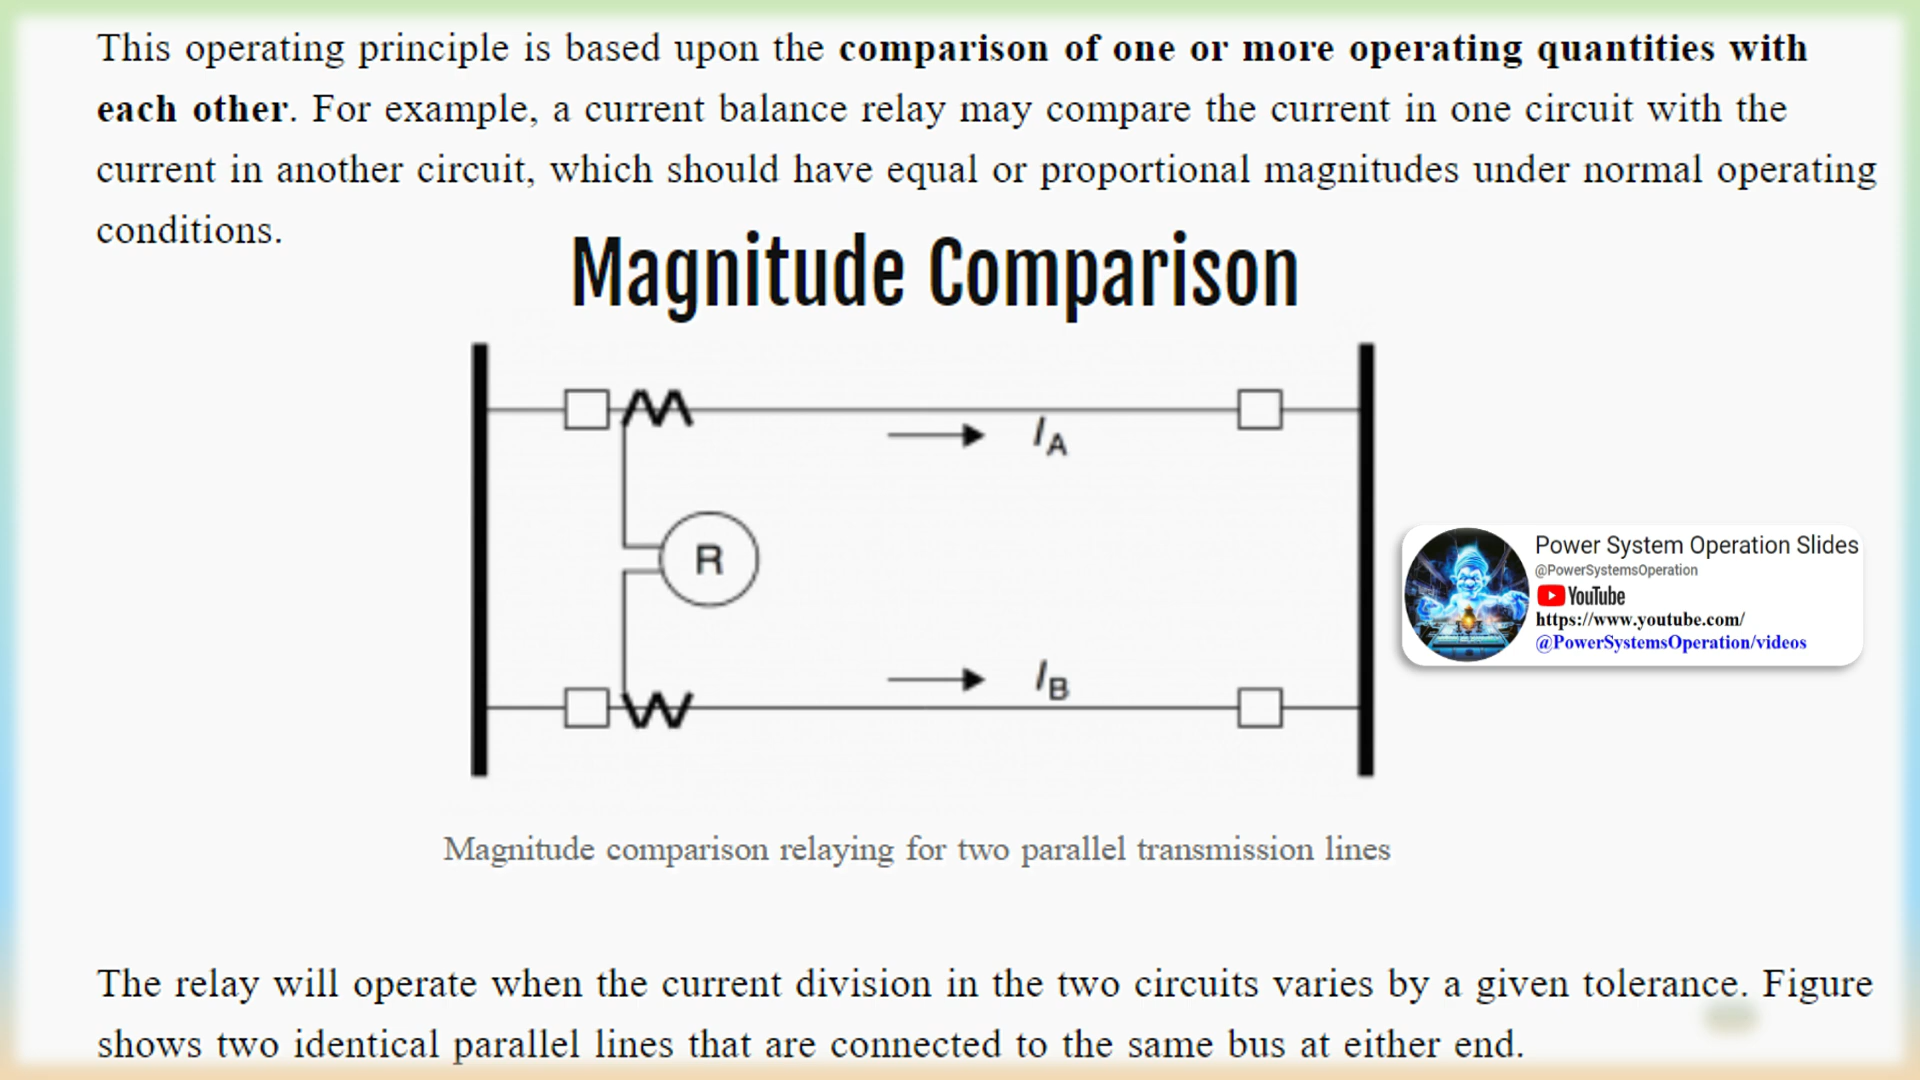 This operating principle is based upon the comparison of one or more operating quantities with
each other. For example, a current balance relay may compare the current in one circuit with the
current in another circuit, which should have equal or proportional magnitudes under normal operating
conditions.
Magnitude Comparison
IA
R
IB
Power System Operation Slides
@PowerSystemsOperation
YouTube
https://www.youtube.com/
@PowerSystemsOperation/videos
Magnitude comparison relaying for two parallel transmission lines
The relay will operate when the current division in the two circuits varies by a given tolerance. Figure
shows two identical parallel lines that are connected to the same bus at either end.